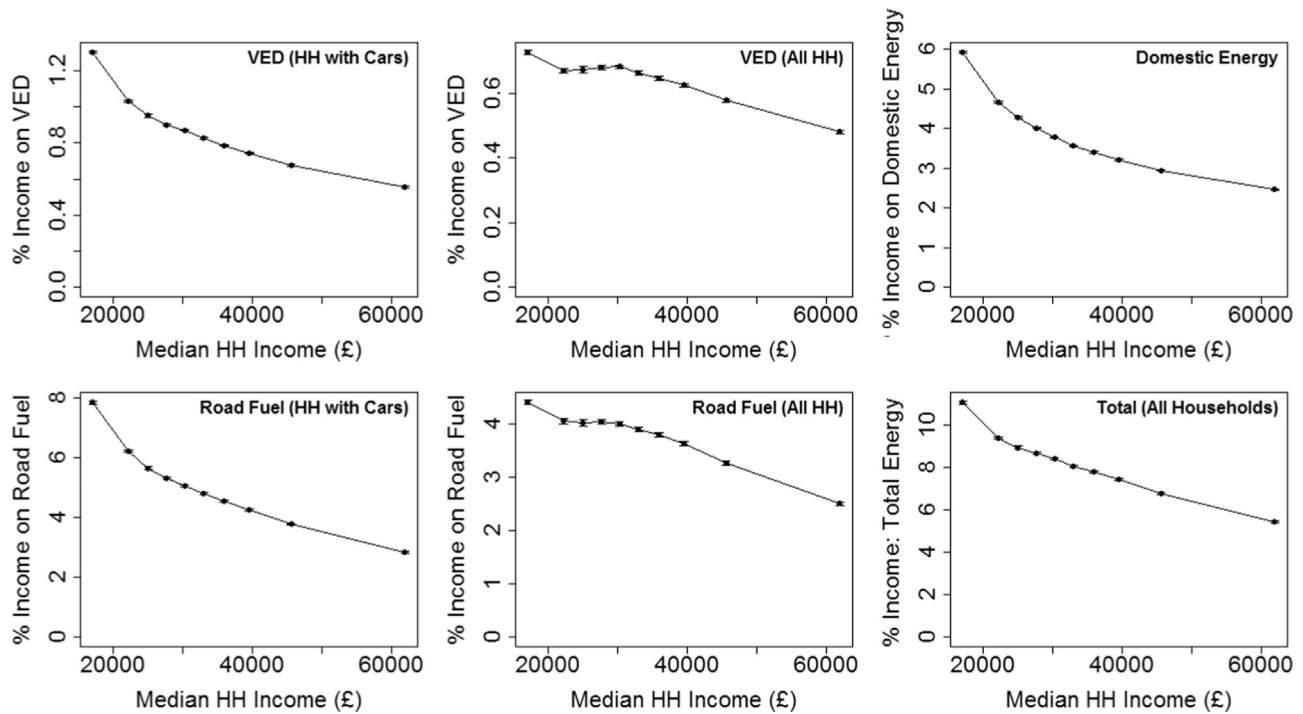 VED (HH with Cars)
% Income on VED
0.0 0.4 0.8 1.2
20000 40000 60000
Median HH Income (£)
VED (All HH)
% Income on VED
0.0 0.2 0.4 0.6
20000 40000 60000
Median HH Income (£)
Domestic Energy
% Income on Domestic Energy
0 1 2 3 4 5 6
20000 40000 60000
Median HH Income (£)
Road Fuel (HH with Cars)
% Income on Road Fuel
0 2 4 6 8
20000 40000 60000
Median HH Income (£)
Road Fuel (All HH)
% Income on Road Fuel
0 1 2 3 4
20000 40000 60000
Median HH Income (£)
Total (All Households)
% Income: Total Energy
0 2 4 6 8 10
20000 40000 60000
Median HH Income (£)